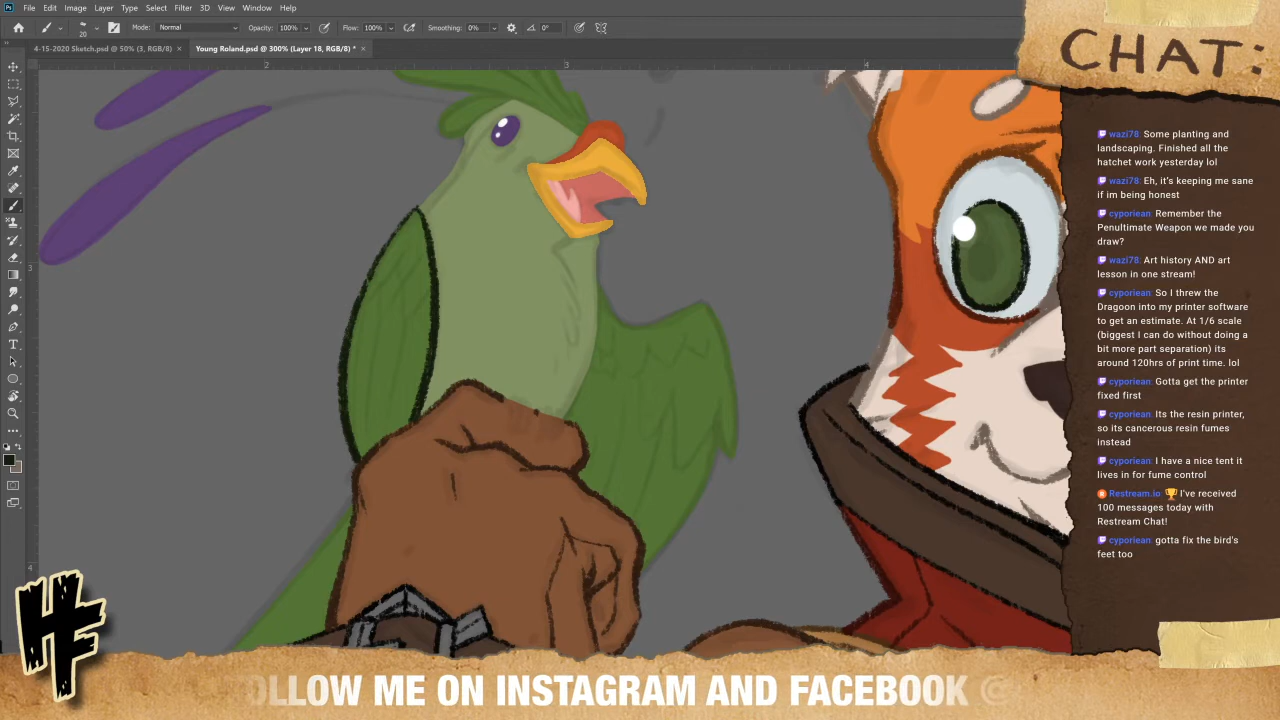 Ps File Edit Image Layer Type Select Filter 3D View Window Help
20 Mode: Normal Opacity: 100% Flow: 100% Smoothing: 0% 0°
4-15-2020 Sketch.psd @ 50% (3, RGB/8) × Young Roland.psd @ 300% (Layer 18, RGB/8) * ×
2 3 4
3
4
CHAT:
wazi78: Some planting and
landscaping. Finished all the
hatchet work yesterday lol
wazi78: Eh, it's keeping me sane
if im being honest
cyporiean: Remember the
Penultimate Weapon we made you
draw?
wazi78: Art history AND art
lesson in one stream!
cyporiean: So I threw the
Dragoon into my printer software
to get an estimate. At 1/6 scale
(biggest I can do without doing a
bit more part separation) its
around 120hrs of print time. lol
cyporiean: Gotta get the printer
fixed first
cyporiean: Its the resin printer,
so its cancerous resin fumes
instead
cyporiean: I have a nice tent it
lives in for fume control
Restream.io: 🏆 I've received
100 messages today with
Restream Chat!
cyporiean: gotta fix the bird's
feet too
HF
OLLOW ME ON INSTAGRAM AND FACEBOOK @